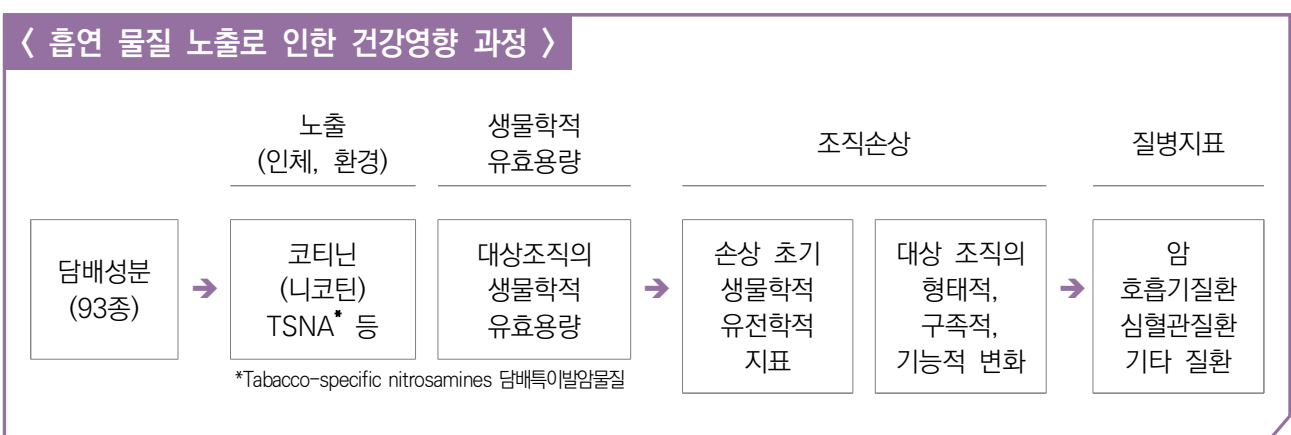 < 흡연 물질 노출로 인한 건강영향 과정 >
노출
(인체, 환경)
생물학적
유효용량
조직손상
질병지표
담배성분
(93종)
➔
코티닌
(니코틴)
TSNA* 등
대상조직의
생물학적
유효용량
➔
손상 초기
생물학적
유전학적
지표
대상 조직의
형태적,
구족적,
기능적 변화
➔
암
호흡기질환
심혈관질환
기타 질환
*Tabacco-specific nitrosamines 담배특이발암물질